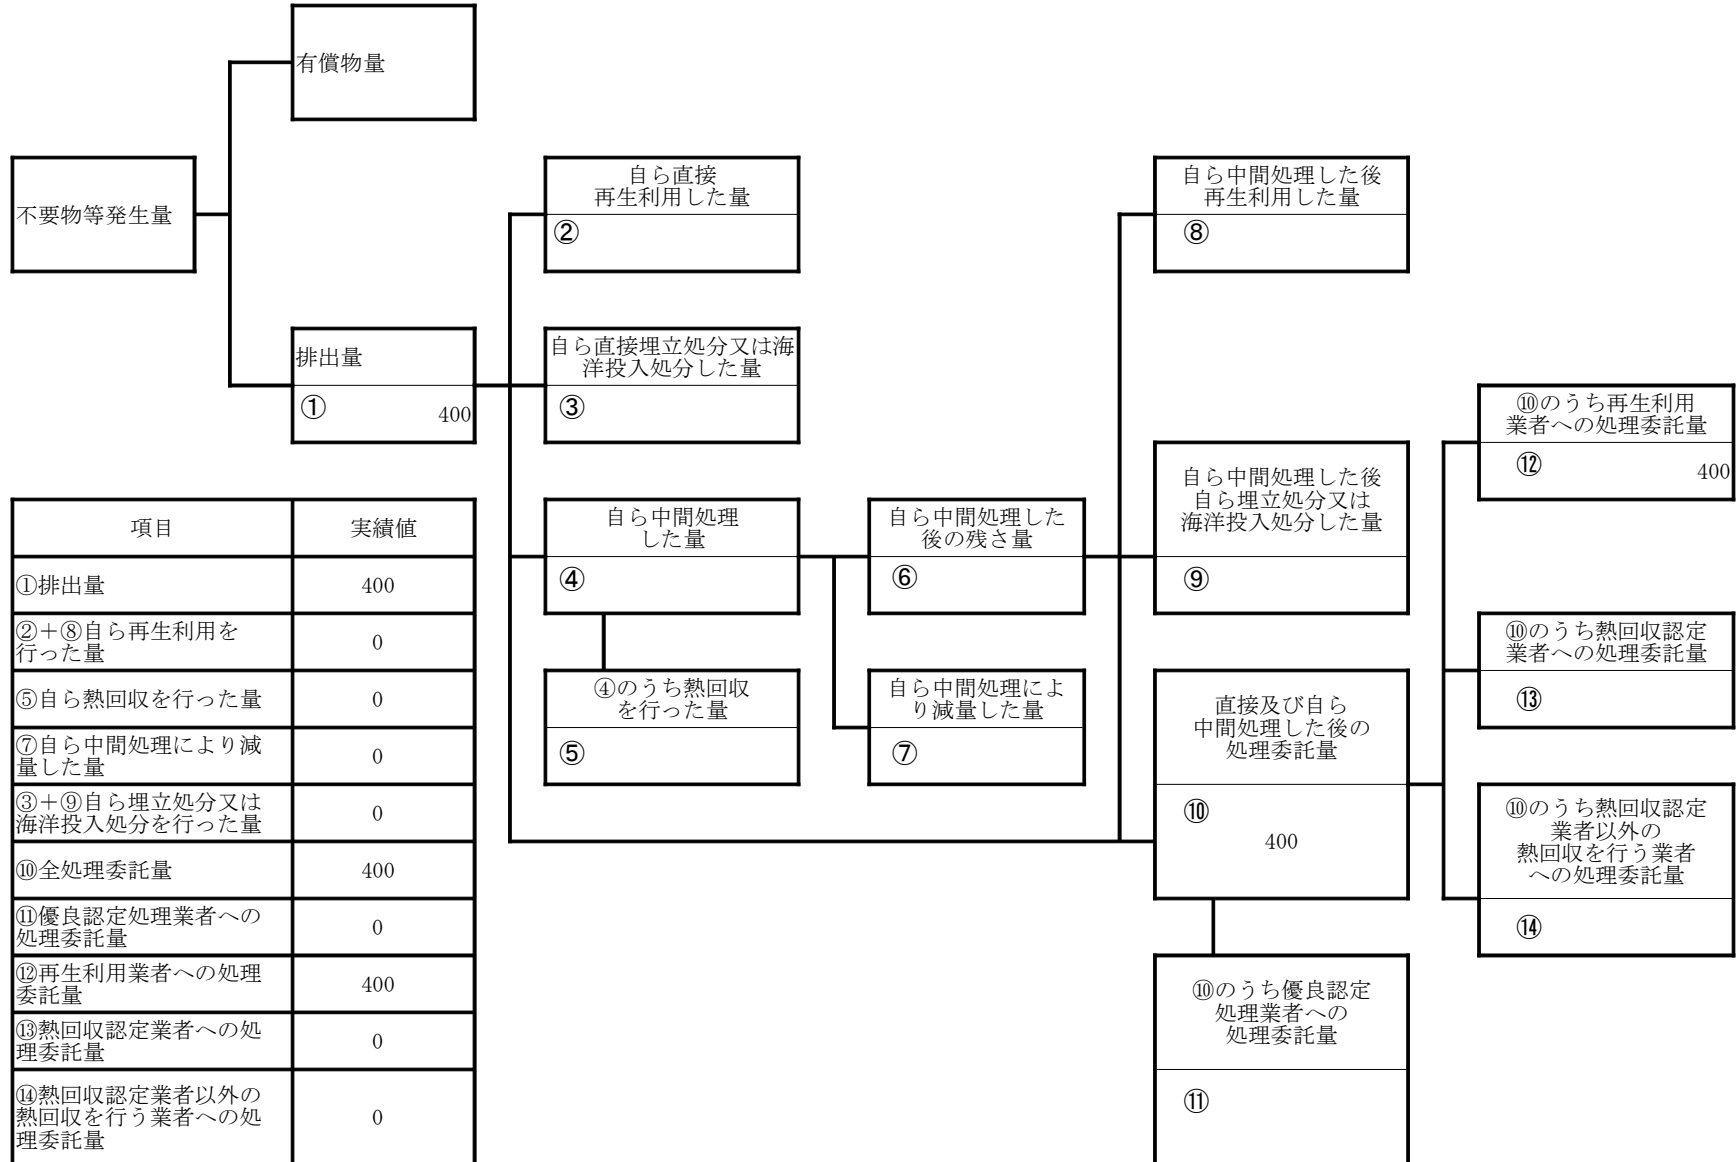 有償物量
不要物等発生量
自ら直接
再生利用した量
②
自ら中間処理した後
再生利用した量
⑧
排出量
①
400
自ら直接埋立処分又は海
洋投入処分した量
③
⑩のうち再生利用
業者への処理委託量
⑫
400
自ら中間処理
した量
④
自ら中間処理した
後の残さ量
⑥
自ら中間処理した後
自ら埋立処分又は
海洋投入処分した量
⑨
⑩のうち熱回収認定
業者への処理委託量
⑬
④のうち熱回収
を行った量
⑤
自ら中間処理によ
り減量した量
⑦
直接及び自ら
中間処理した後の
処理委託量
⑩
400
⑩のうち熱回収認定
業者以外の
熱回収を行う業者
への処理委託量
⑭
⑩のうち優良認定
処理業者への
処理委託量
⑪
項目 実績値
①排出量 400
②＋⑧自ら再生利用を
行った量 0
⑤自ら熱回収を行った量 0
⑦自ら中間処理により減
量した量 0
③＋⑨自ら埋立処分又は
海洋投入処分を行った量 0
⑩全処理委託量 400
⑪優良認定処理業者への
処理委託量 0
⑫再生利用業者への処理
委託量 400
⑬熱回収認定業者への処
理委託量 0
⑭熱回収認定業者以外の
熱回収を行う業者への処 0
理委託量